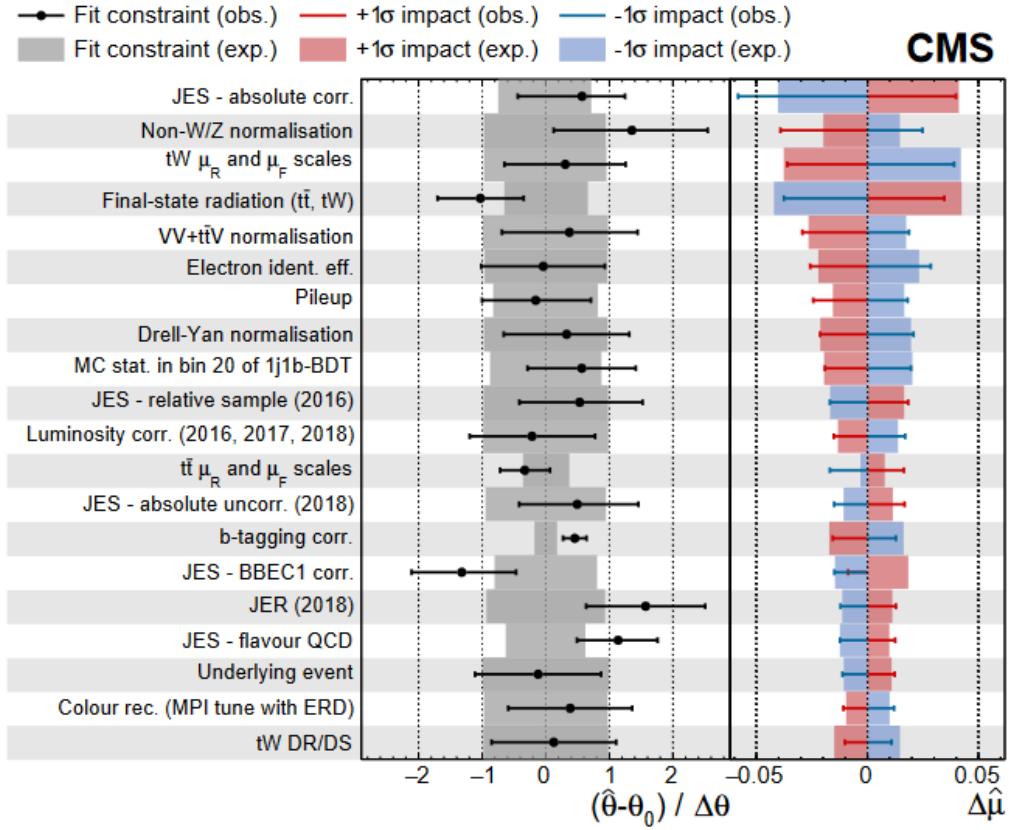 Fit constraint (obs.) +1σ impact (obs.) -1σ impact (obs.)
Fit constraint (exp.) +1σ impact (exp.) -1σ impact (exp.)
CMS
JES - absolute corr.
Non-W/Z normalisation
tW μ_R and μ_F scales
Final-state radiation (tt̄, tW)
VV+tt̄V normalisation
Electron ident. eff.
Pileup
Drell-Yan normalisation
MC stat. in bin 20 of 1j1b-BDT
JES - relative sample (2016)
Luminosity corr. (2016, 2017, 2018)
tt̄ μ_R and μ_F scales
JES - absolute uncorr. (2018)
b-tagging corr.
JES - BBEC1 corr.
JER (2018)
JES - flavour QCD
Underlying event
Colour rec. (MPI tune with ERD)
tW DR/DS
−2 −1 0 1 2 −0.05 0 0.05
(θ̂-θ₀) / Δθ Δμ̂